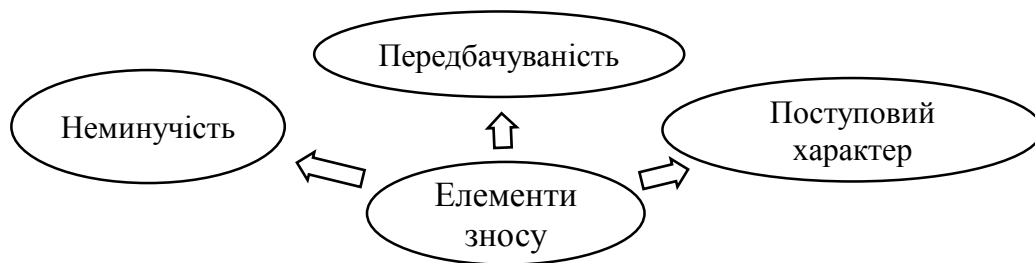 Передбачуваність
Неминучість
Поступовий
характер
Елементи
зносу